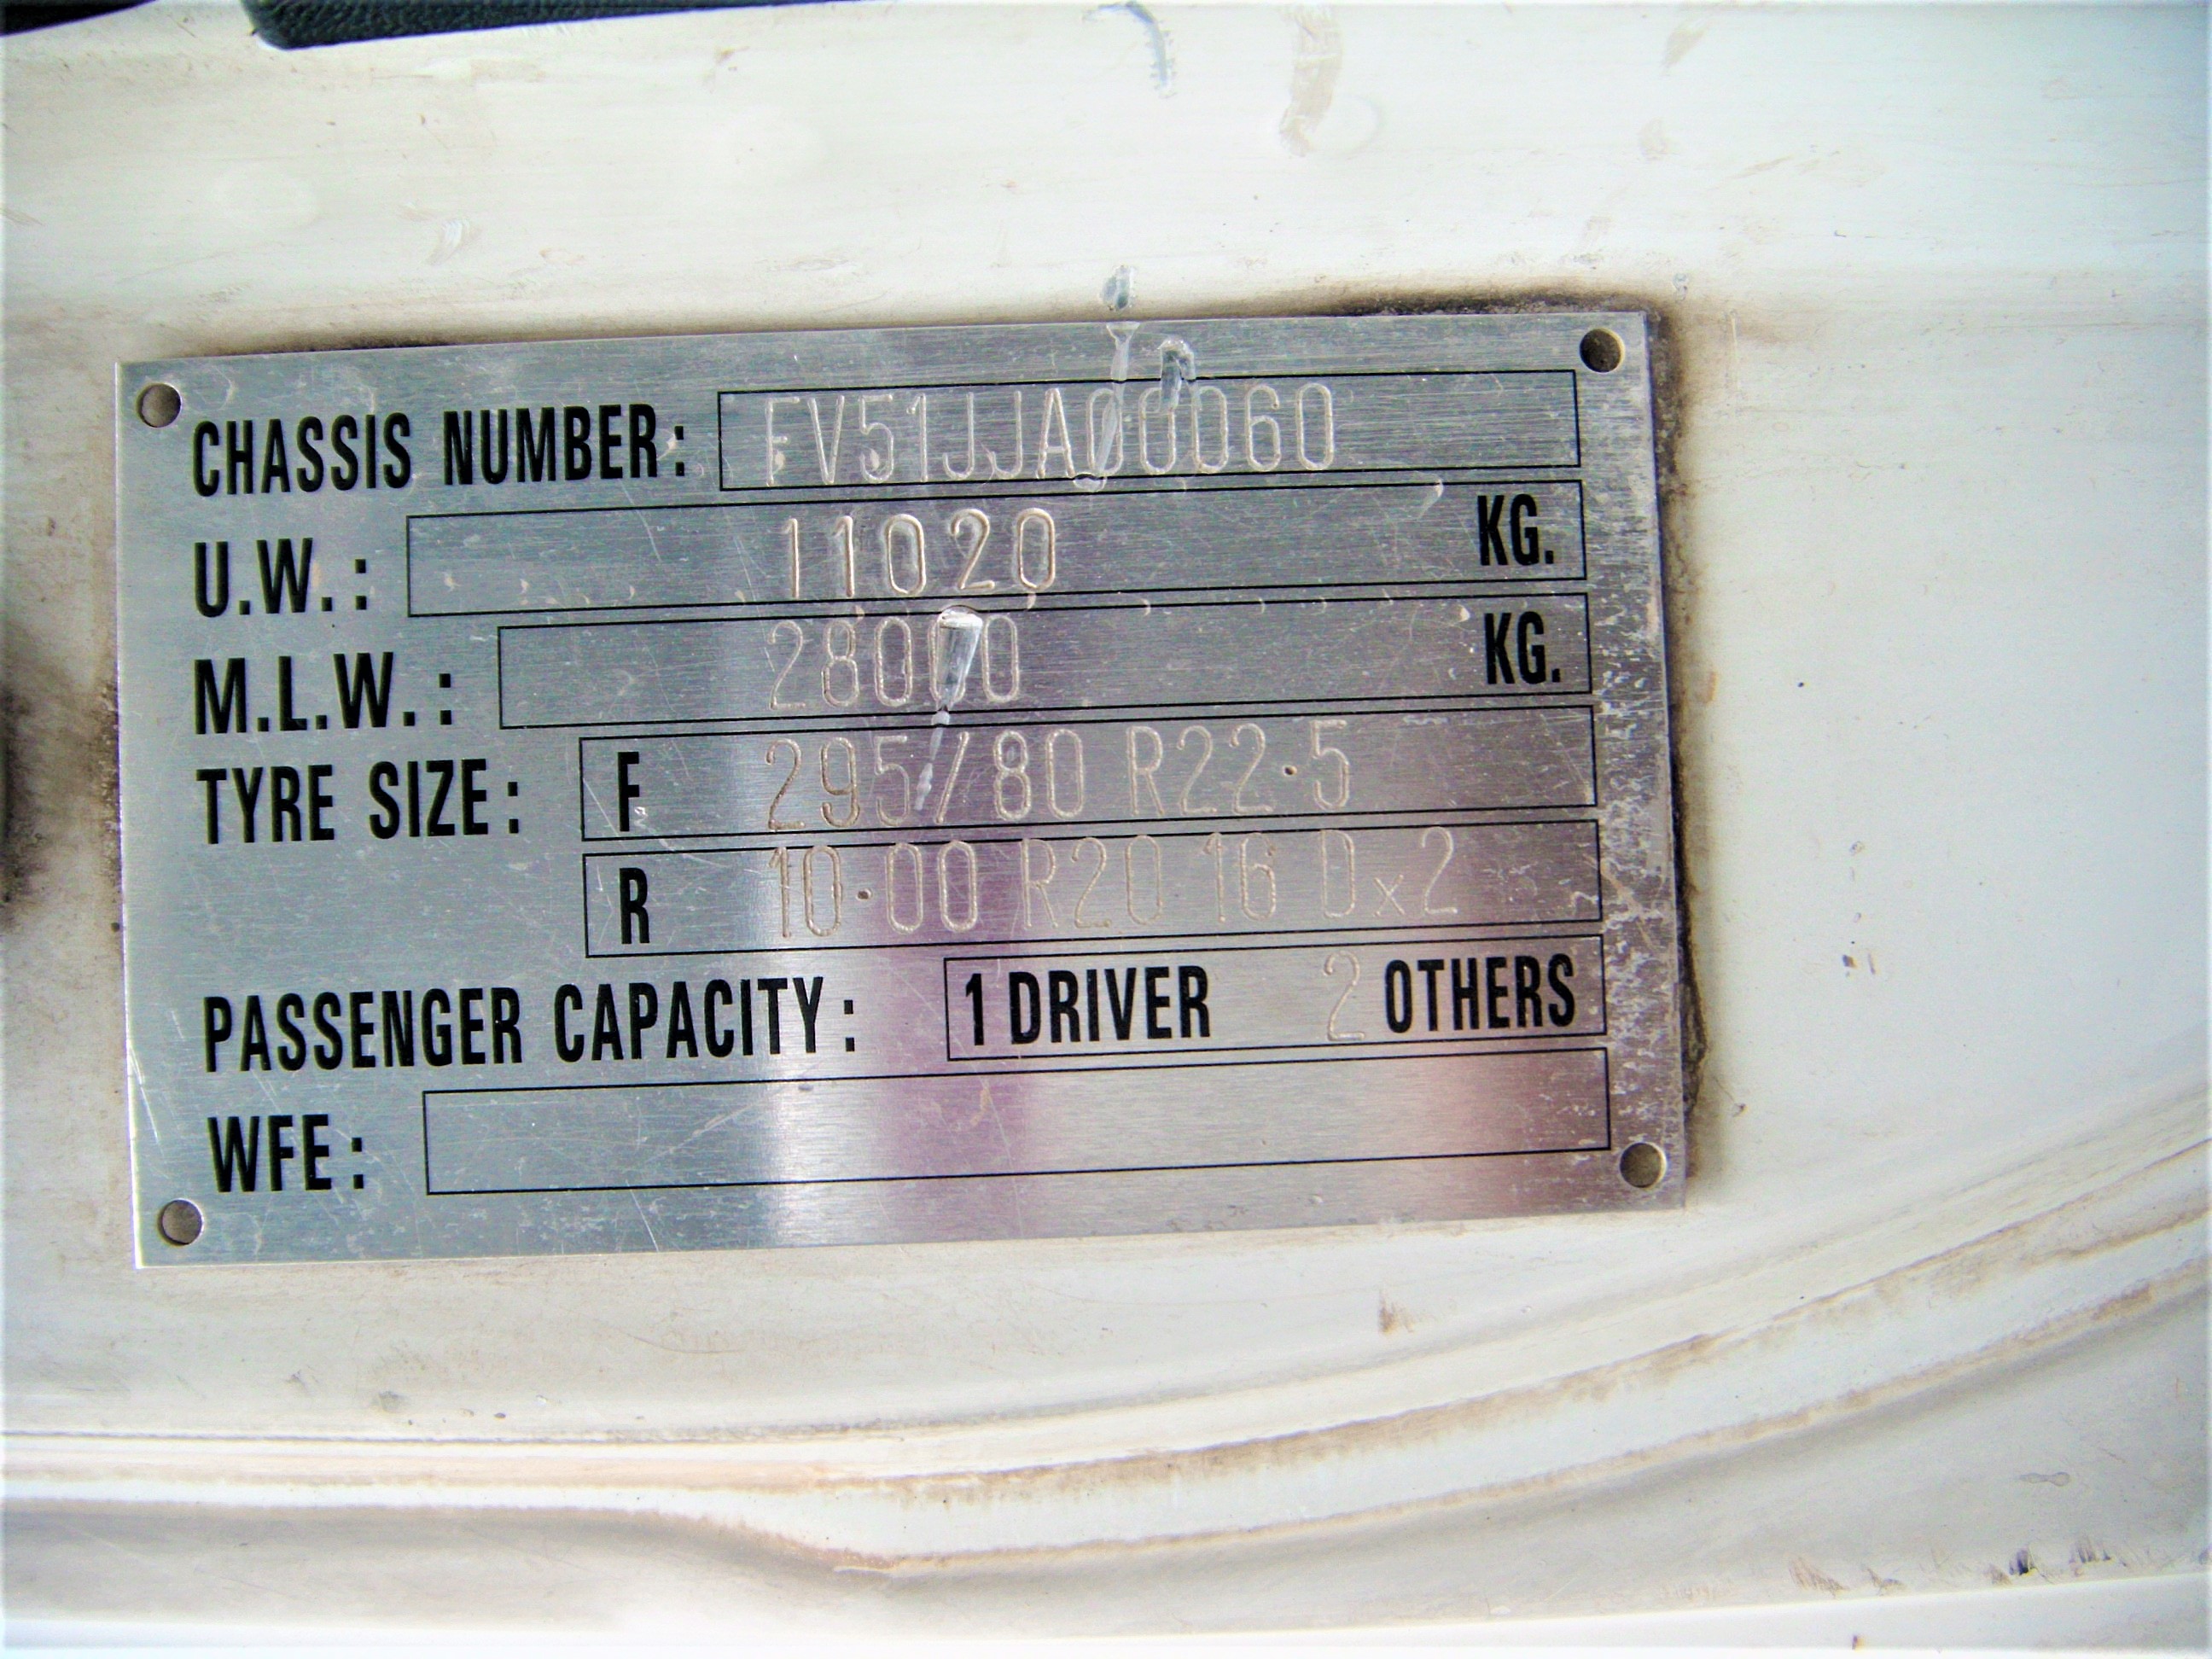 CHASSIS NUMBER: FV51JJA00060
U.W.: 11020 KG.
M.L.W.: 28000 KG.
TYRE SIZE: F 295/80 R22.5
R 10.00 R20 16 Dx2
PASSENGER CAPACITY: 1 DRIVER 2 OTHERS
WFE: